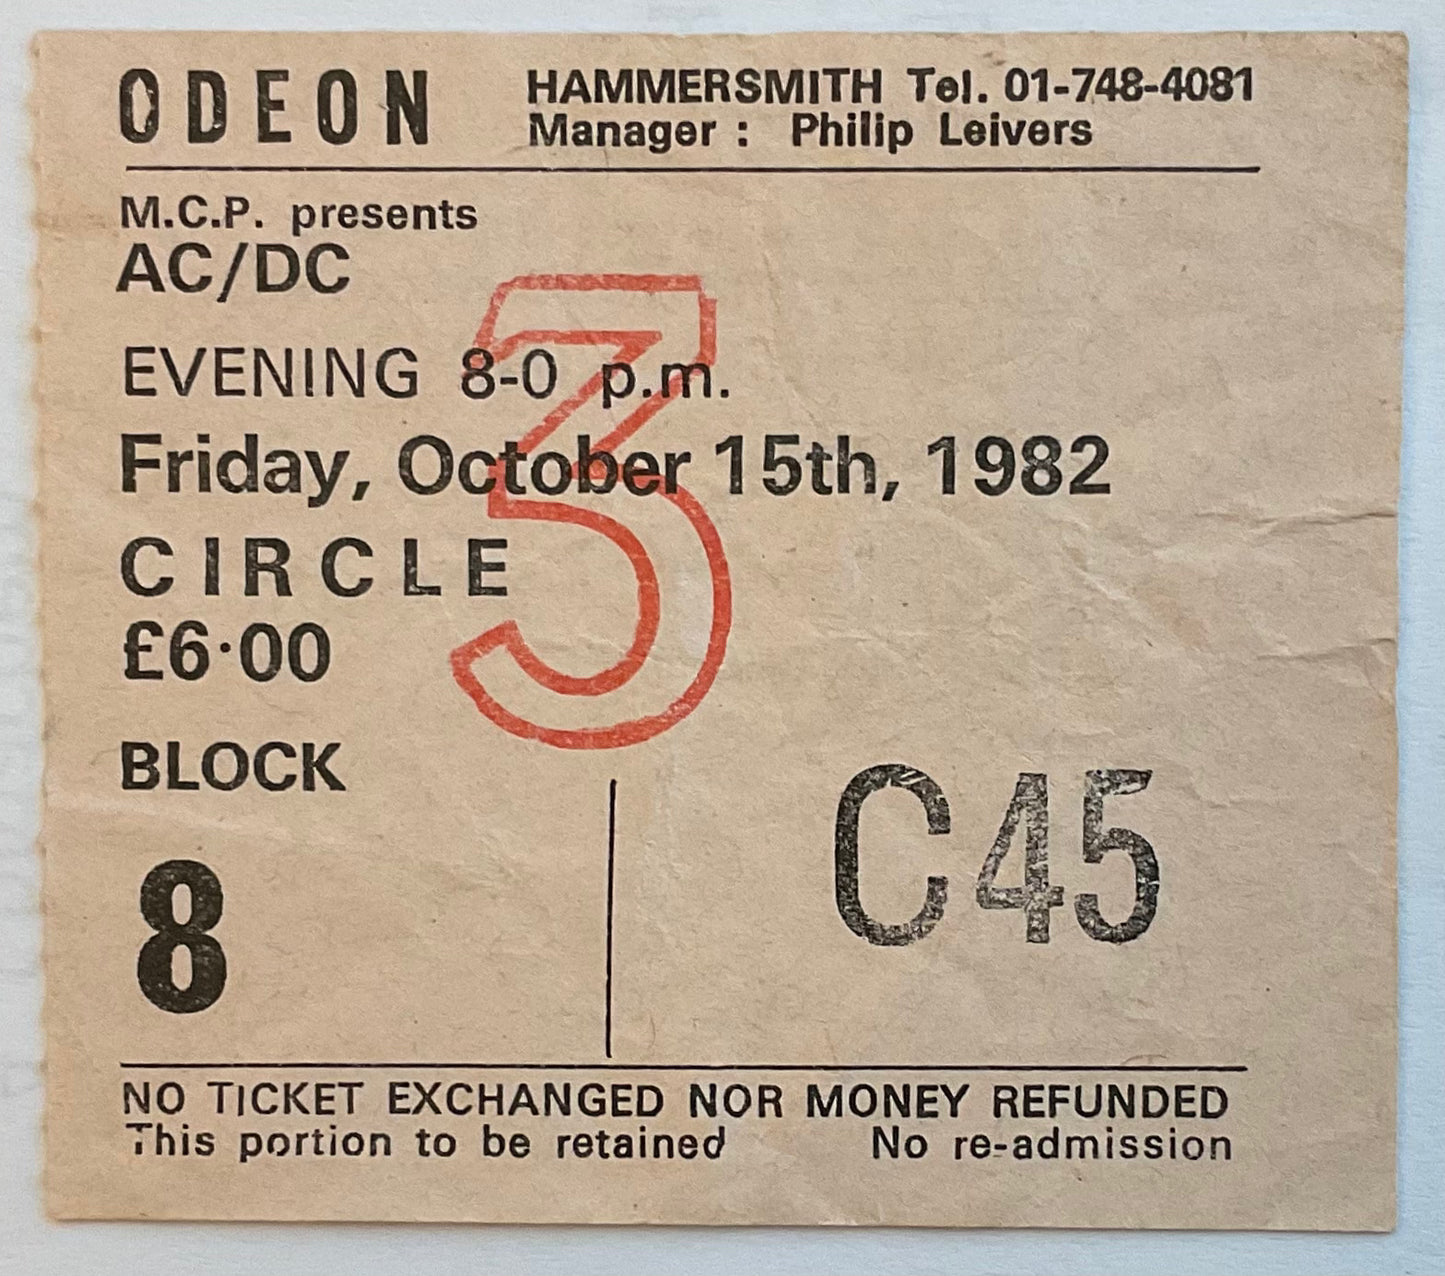 ODEON
HAMMERSMITH Tel. 01-748-4081
Manager : Philip Leivers
M.C.P. presents
AC/DC
EVENING 8-0 p.m.
Friday, October 15th, 1982
CIRCLE
£6·00
3
BLOCK
8
C45
NO TICKET EXCHANGED NOR MONEY REFUNDED
This portion to be retained No re-admission